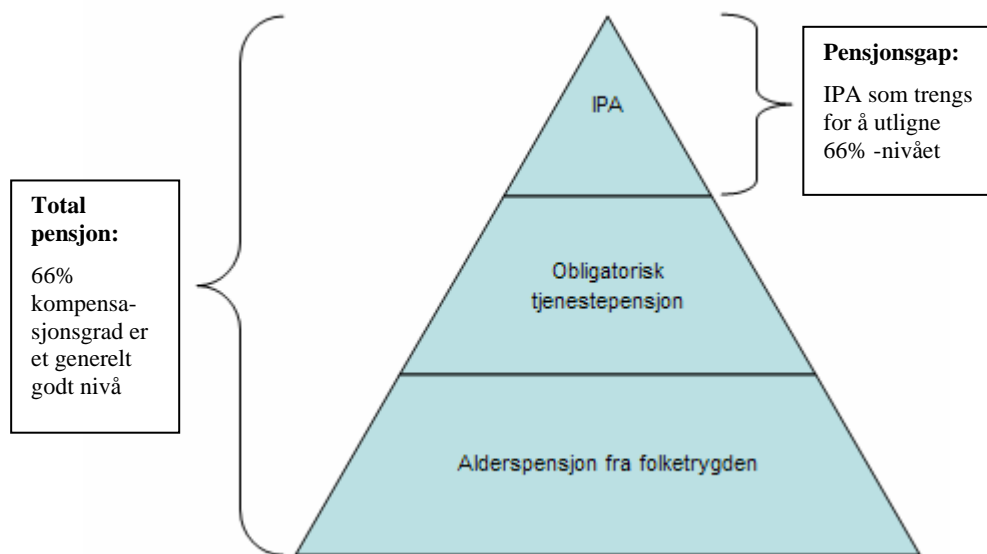 Total
pensjon:
66%
kompensa-
sjonsgrad er
et generelt
godt nivå
IPA
Obligatorisk
tjenestepensjon
Alderspensjon fra folketrygden
Pensjonsgap:
IPA som trengs
for å utligne
66% -nivået